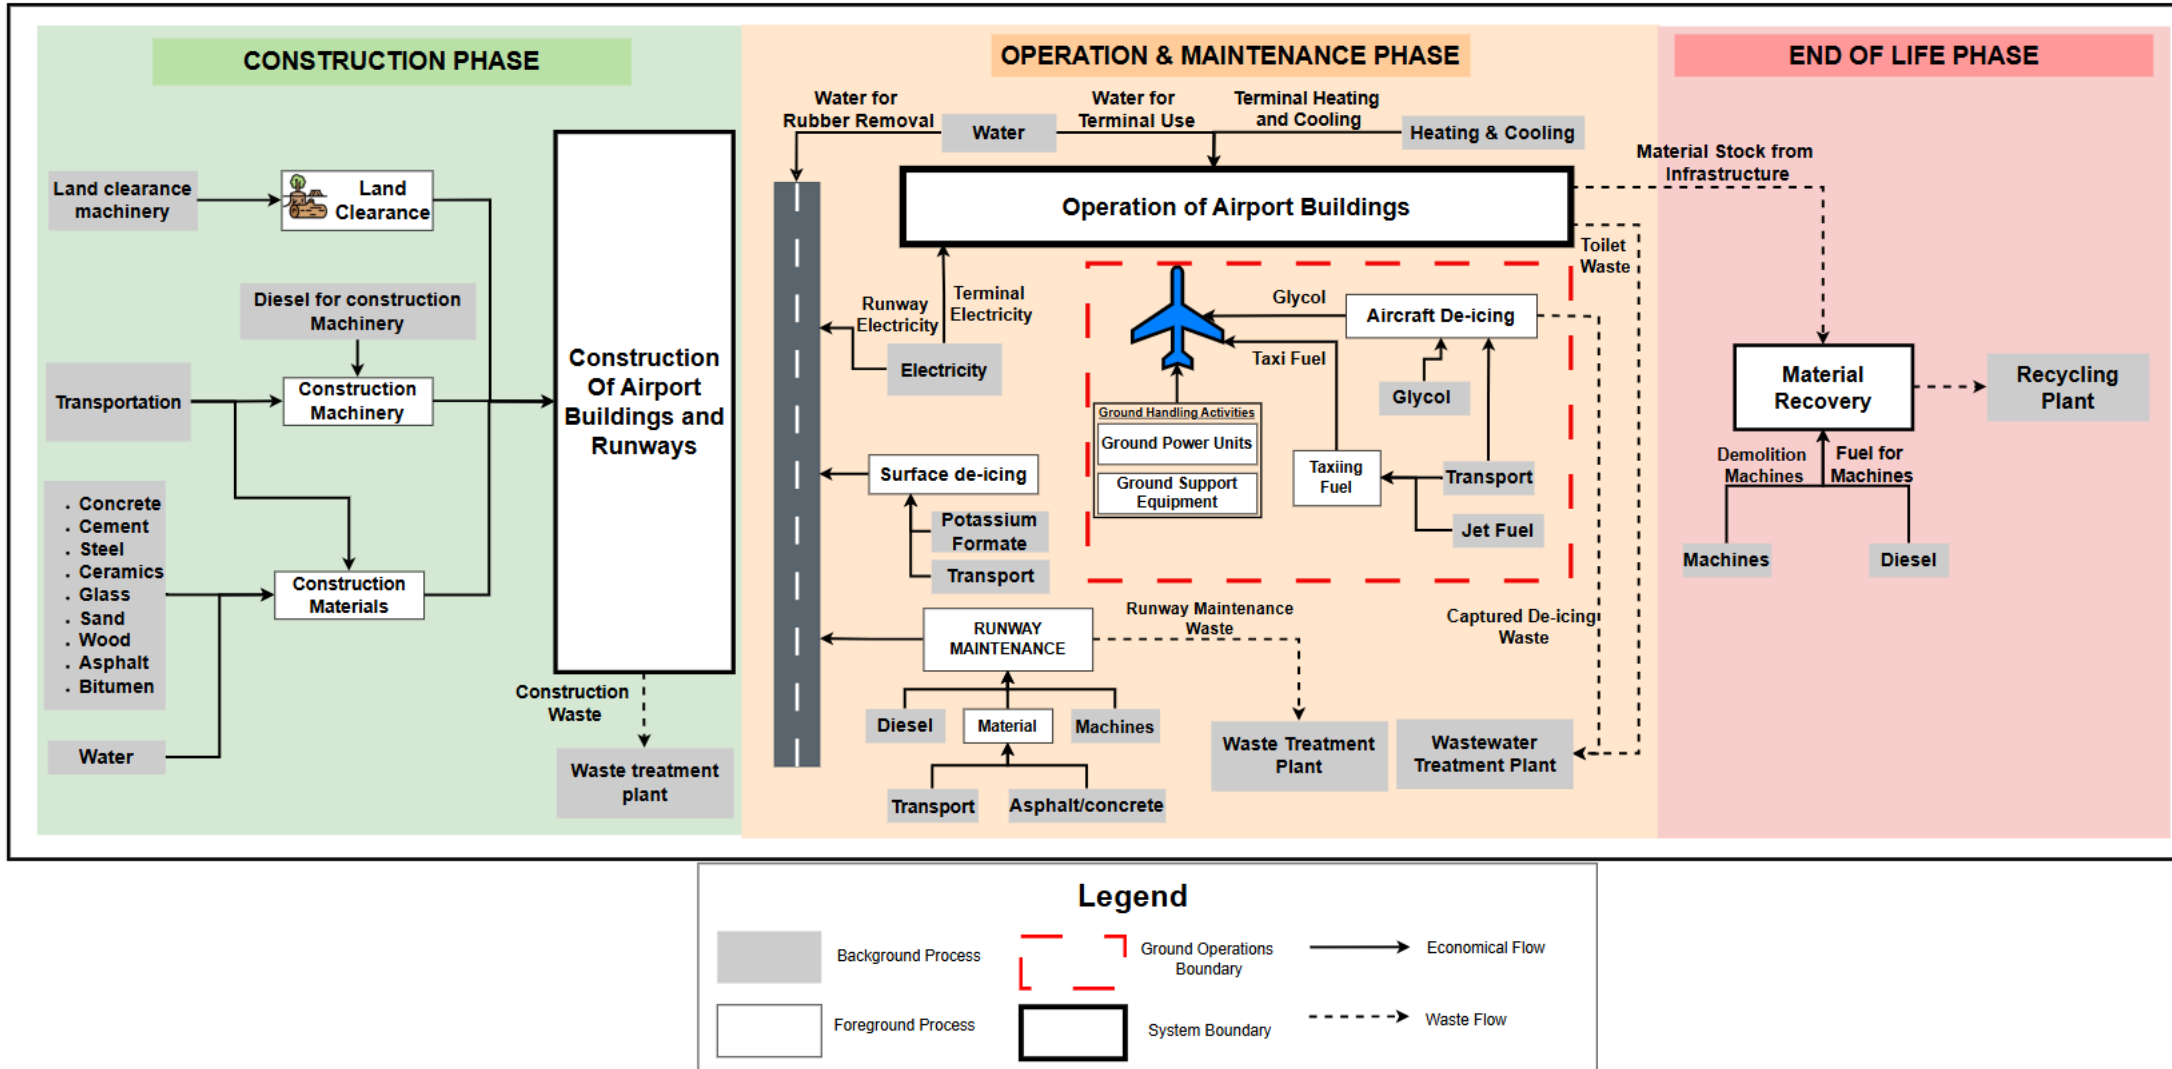 CONSTRUCTION PHASE
Land clearance
machinery
Land
Clearance
Diesel for construction
Machinery
Transportation
Construction
Machinery
Concrete
Cement
Steel
Ceramics
Glass
Sand
Wood
Asphalt
Bitumen
Construction
Materials
Water
Construction
Of Airport
Buildings and
Runways
Construction
Waste
Waste treatment
plant
OPERATION & MAINTENANCE PHASE
Water for
Rubber Removal
Water
Water for
Terminal Use
Terminal Heating
and Cooling
Heating & Cooling
Operation of Airport Buildings
Toilet
Waste
Runway
Electricity
Terminal
Electricity
Electricity
Glycol
Aircraft De-icing
Taxi Fuel
Glycol
Ground Handling Activities
Ground Power Units
Ground Support
Equipment
Taxiing
Fuel
Transport
Jet Fuel
Surface de-icing
Potassium
Formate
Transport
RUNWAY
MAINTENANCE
Runway Maintenance
Waste
Captured De-icing
Waste
Diesel
Material
Machines
Transport
Asphalt/concrete
Waste Treatment
Plant
Wastewater
Treatment Plant
END OF LIFE PHASE
Material Stock from
Infrastructure
Material
Recovery
Recycling
Plant
Demolition
Machines
Fuel for
Machines
Machines
Diesel
Legend
Background Process
Ground Operations
Boundary
Economical Flow
Foreground Process
System Boundary
Waste Flow